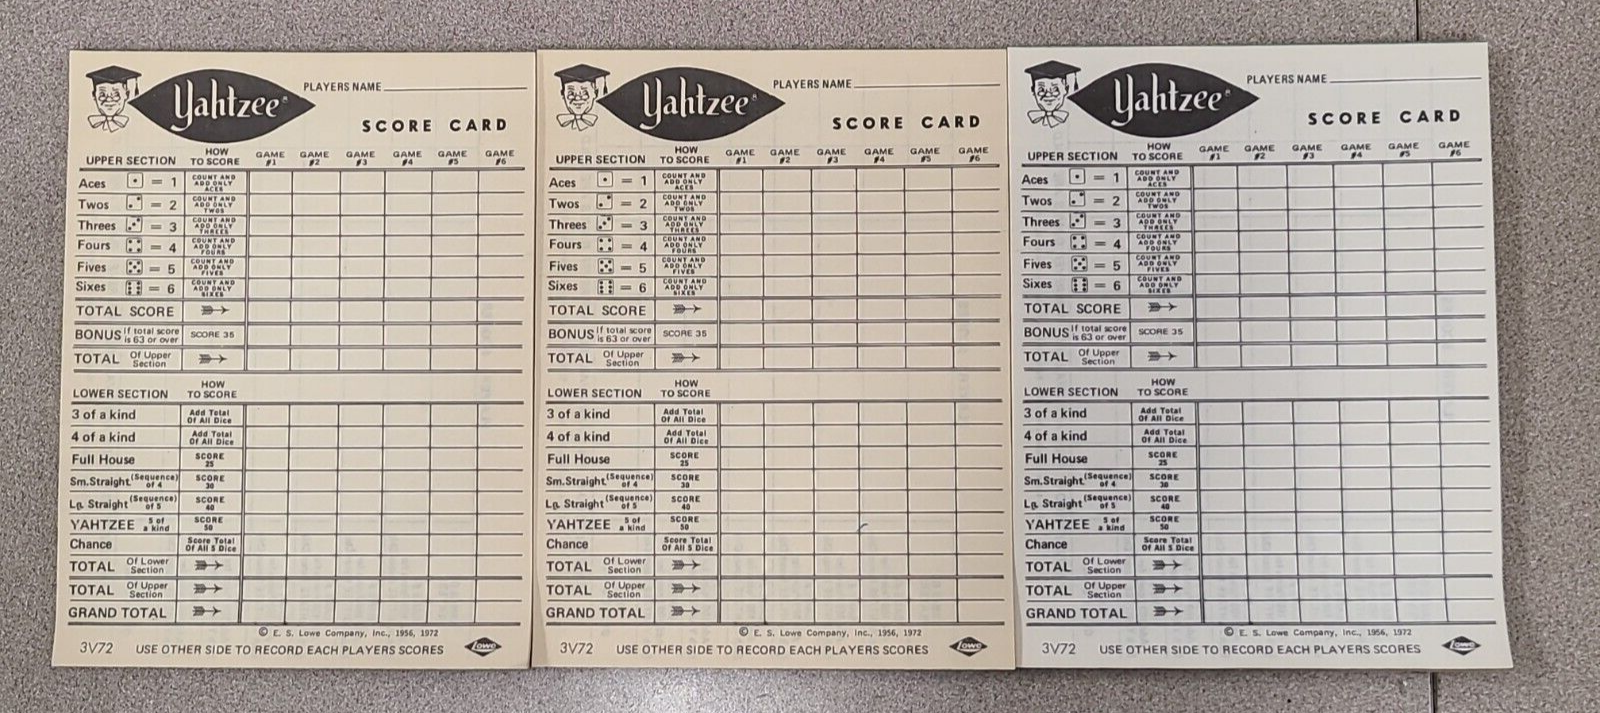 Yahtzee®
PLAYERS NAME
SCORE CARD
UPPER SECTION HOW TO SCORE GAME #1 GAME #2 GAME #3 GAME #4 GAME #5 GAME #6
Aces = 1 COUNT AND ADD ONLY ACES
Twos = 2 COUNT AND ADD ONLY TWOS
Threes = 3 COUNT AND ADD ONLY THREES
Fours = 4 COUNT AND ADD ONLY FOURS
Fives = 5 COUNT AND ADD ONLY FIVES
Sixes = 6 COUNT AND ADD ONLY SIXES
TOTAL SCORE
BONUS If total score is 63 or over SCORE 35
TOTAL Of Upper Section
LOWER SECTION HOW TO SCORE
3 of a kind Add Total Of All Dice
4 of a kind Add Total Of All Dice
Full House SCORE 25
Sm. Straight (Sequence of 4) SCORE 30
Lg. Straight (Sequence of 5) SCORE 40
YAHTZEE 5 of a kind SCORE 50
Chance Score Total Of All 5 Dice
TOTAL Of Lower Section
TOTAL Of Upper Section
GRAND TOTAL
© E. S. Lowe Company, Inc., 1956, 1972
3V72 USE OTHER SIDE TO RECORD EACH PLAYERS SCORES Lowe
Yahtzee®
PLAYERS NAME
SCORE CARD
UPPER SECTION HOW TO SCORE GAME #1 GAME #2 GAME #3 GAME #4 GAME #5 GAME #6
Aces = 1 COUNT AND ADD ONLY ACES
Twos = 2 COUNT AND ADD ONLY TWOS
Threes = 3 COUNT AND ADD ONLY THREES
Fours = 4 COUNT AND ADD ONLY FOURS
Fives = 5 COUNT AND ADD ONLY FIVES
Sixes = 6 COUNT AND ADD ONLY SIXES
TOTAL SCORE
BONUS If total score is 63 or over SCORE 35
TOTAL Of Upper Section
LOWER SECTION HOW TO SCORE
3 of a kind Add Total Of All Dice
4 of a kind Add Total Of All Dice
Full House SCORE 25
Sm. Straight (Sequence of 4) SCORE 30
Lg. Straight (Sequence of 5) SCORE 40
YAHTZEE 5 of a kind SCORE 50
Chance Score Total Of All 5 Dice
TOTAL Of Lower Section
TOTAL Of Upper Section
GRAND TOTAL
© E. S. Lowe Company, Inc., 1956, 1972
3V72 USE OTHER SIDE TO RECORD EACH PLAYERS SCORES Lowe
Yahtzee®
PLAYERS NAME
SCORE CARD
UPPER SECTION HOW TO SCORE GAME #1 GAME #2 GAME #3 GAME #4 GAME #5 GAME #6
Aces = 1 COUNT AND ADD ONLY ACES
Twos = 2 COUNT AND ADD ONLY TWOS
Threes = 3 COUNT AND ADD ONLY THREES
Fours = 4 COUNT AND ADD ONLY FOURS
Fives = 5 COUNT AND ADD ONLY FIVES
Sixes = 6 COUNT AND ADD ONLY SIXES
TOTAL SCORE
BONUS If total score is 63 or over SCORE 35
TOTAL Of Upper Section
LOWER SECTION HOW TO SCORE
3 of a kind Add Total Of All Dice
4 of a kind Add Total Of All Dice
Full House SCORE 25
Sm. Straight (Sequence of 4) SCORE 30
Lg. Straight (Sequence of 5) SCORE 40
YAHTZEE 5 of a kind SCORE 50
Chance Score Total Of All 5 Dice
TOTAL Of Lower Section
TOTAL Of Upper Section
GRAND TOTAL
© E. S. Lowe Company, Inc., 1956, 1972
3V72 USE OTHER SIDE TO RECORD EACH PLAYERS SCORES Lowe